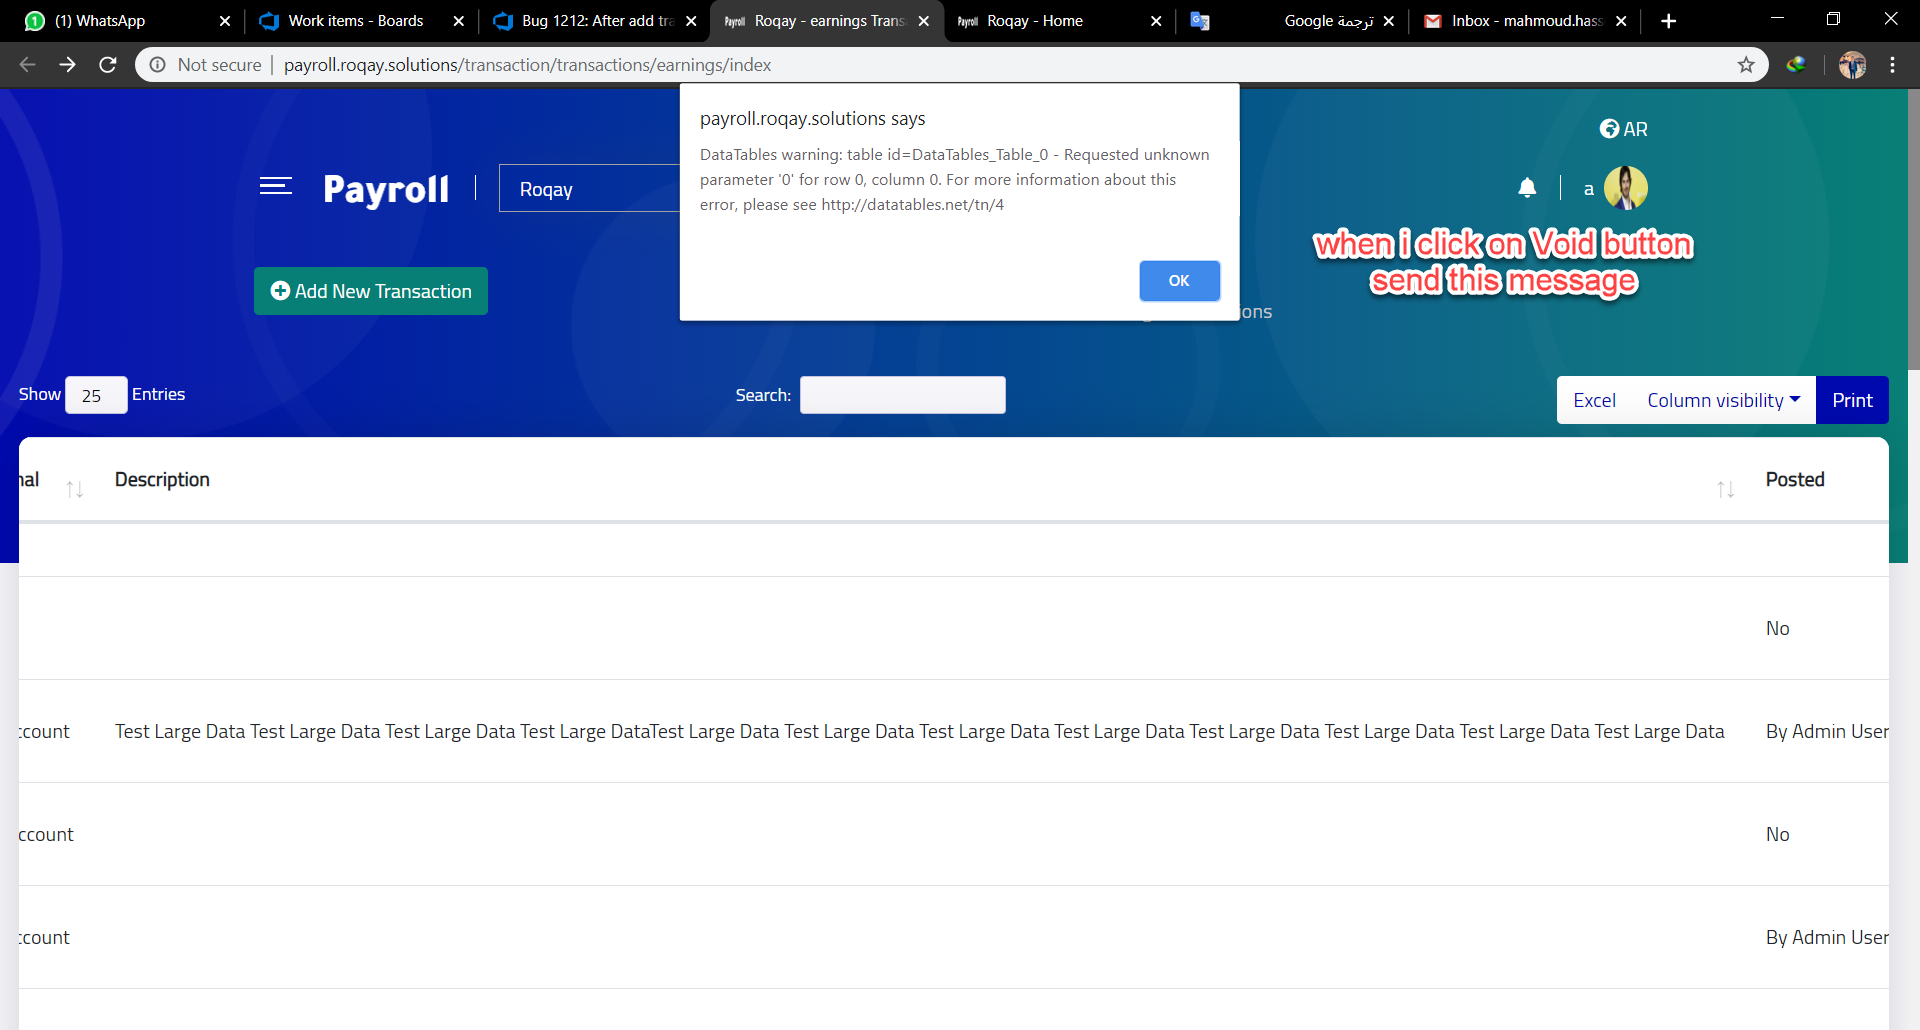 (1) WhatsApp
Work items - Boards
Bug 1212: After add tra
Roqay - earnings Trans
Roqay - Home
ترجمة Google
Inbox - mahmoud.hass
Not secure
payroll.roqay.solutions/transaction/transactions/earnings/index
payroll.roqay.solutions says
DataTables warning: table id=DataTables_Table_0 - Requested unknown
parameter '0' for row 0, column 0. For more information about this
error, please see http://datatables.net/tn/4
OK
AR
Payroll
Roqay
a
when i click on Void button
send this message
Add New Transaction
ions
Show 25 Entries
Search:
Excel
Column visibility
Print
nal
Description
Posted
No
ccount
Test Large Data Test Large Data Test Large Data Test Large DataTest Large Data Test Large Data Test Large Data Test Large Data Test Large Data Test Large Data Test Large Data Test Large Data
By Admin User
ccount
No
ccount
By Admin User